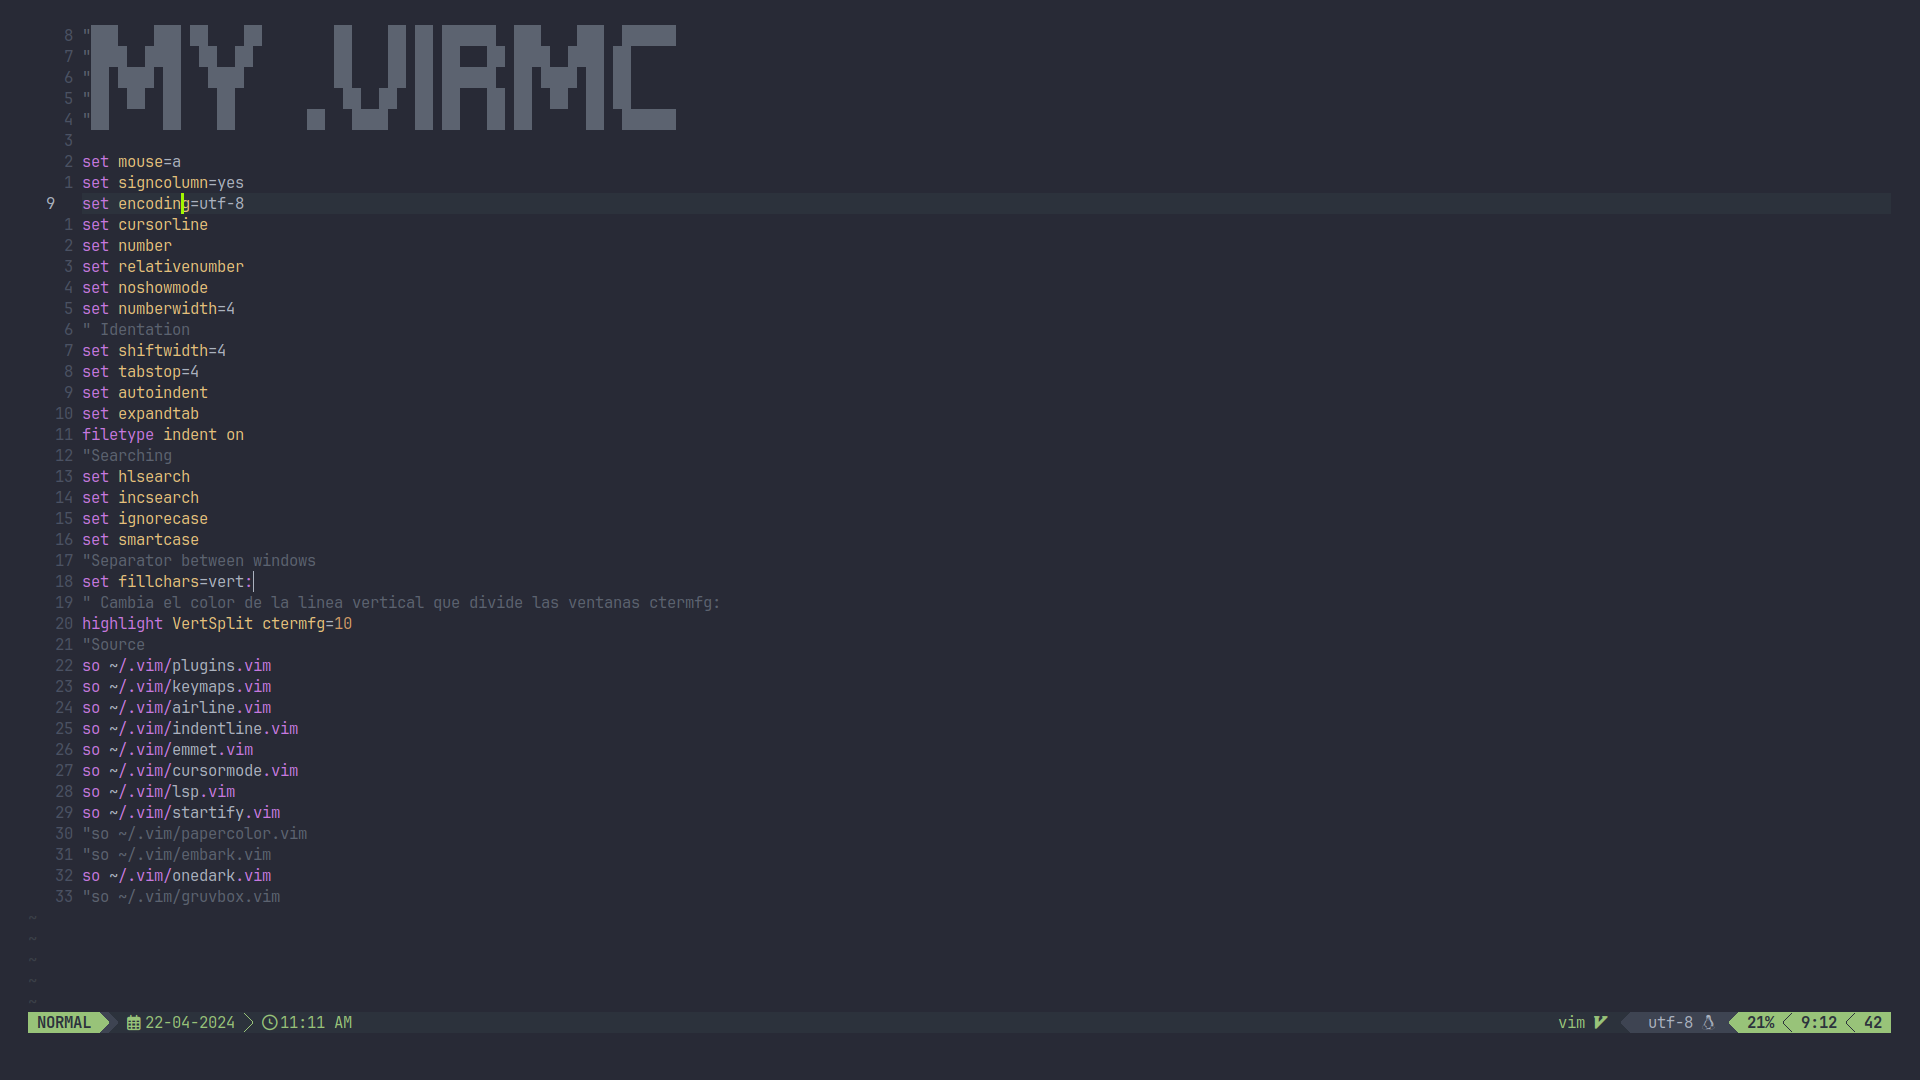 MY .VIRMC
8 "
7 "
6 "
5 "
4 "
3
2 set mouse=a
1 set signcolumn=yes
9 set encoding=utf-8
1 set cursorline
2 set number
3 set relativenumber
4 set noshowmode
5 set numberwidth=4
6 " Identation
7 set shiftwidth=4
8 set tabstop=4
9 set autoindent
10 set expandtab
11 filetype indent on
12 "Searching
13 set hlsearch
14 set incsearch
15 set ignorecase
16 set smartcase
17 "Separator between windows
18 set fillchars=vert:│
19 " Cambia el color de la linea vertical que divide las ventanas ctermfg:
20 highlight VertSplit ctermfg=10
21 "Source
22 so ~/.vim/plugins.vim
23 so ~/.vim/keymaps.vim
24 so ~/.vim/airline.vim
25 so ~/.vim/indentline.vim
26 so ~/.vim/emmet.vim
27 so ~/.vim/cursormode.vim
28 so ~/.vim/lsp.vim
29 so ~/.vim/startify.vim
30 "so ~/.vim/papercolor.vim
31 "so ~/.vim/embark.vim
32 so ~/.vim/onedark.vim
33 "so ~/.vim/gruvbox.vim
~
~
~
~
~
NORMAL 22-04-2024 11:11 AM vim utf-8 21% 9:12 42